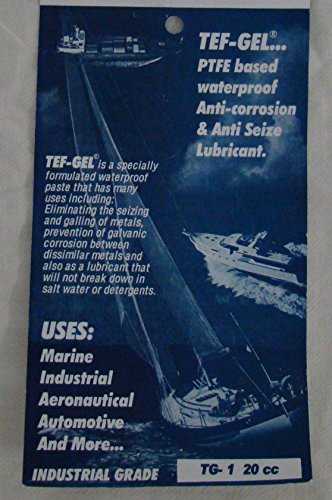 TEF-GEL®...
PTFE based
waterproof
Anti-corrosion
& Anti Seize
Lubricant.
TEF-GEL® is a specially
formulated waterproof
paste that has many
uses including:
Eliminating the seizing
and galling of metals,
prevention of galvanic
corrosion between
dissimilar metals and
also as a lubricant that
will not break down in
salt water or detergents.
USES:
Marine
Industrial
Aeronautical
Automotive
And More...
INDUSTRIAL GRADE
TG- 1 20 cc